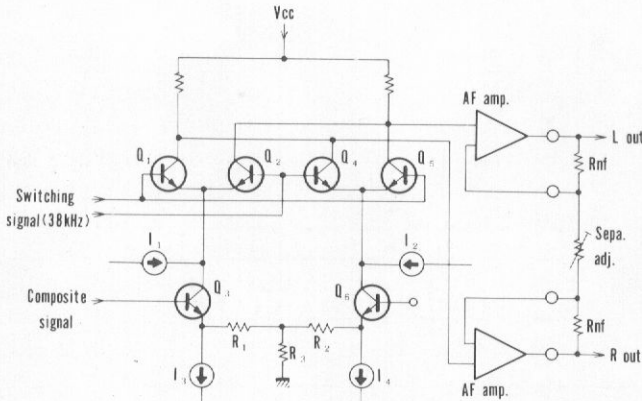 Vcc
AF amp.
L out
Rnf
Q1
Q2
Q4
Q5
Switching
signal(38kHz)
I1
I2
Sepa.
adj.
Composite
signal
Q3
Q6
R1
R2
R3
Rnf
I3
I4
R out
AF amp.